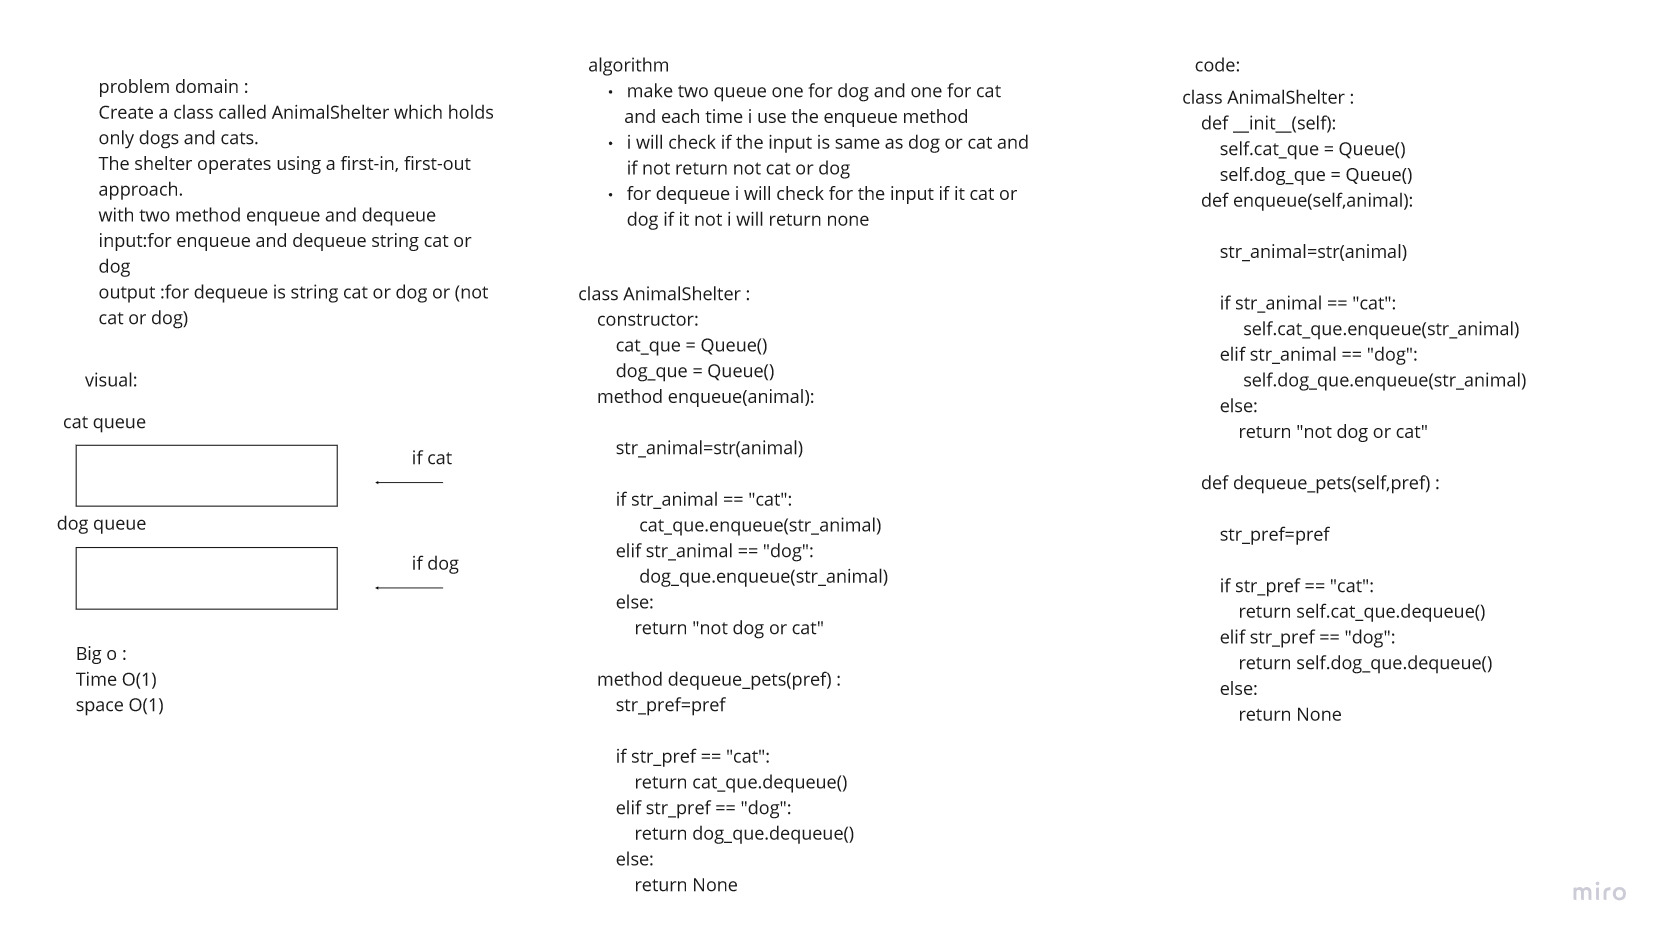 problem domain :
Create a class called AnimalShelter which holds
only dogs and cats.
The shelter operates using a first-in, first-out
approach.
with two method enqueue and dequeue
input:for enqueue and dequeue string cat or
dog
output :for dequeue is string cat or dog or (not
cat or dog)
visual:
cat queue
if cat
dog queue
if dog
Big o :
Time O(1)
space O(1)
algorithm
• make two queue one for dog and one for cat
and each time i use the enqueue method
• i will check if the input is same as dog or cat and
if not return not cat or dog
• for dequeue i will check for the input if it cat or
dog if it not i will return none
class AnimalShelter :
constructor:
cat_que = Queue()
dog_que = Queue()
method enqueue(animal):
str_animal=str(animal)
if str_animal == "cat":
cat_que.enqueue(str_animal)
elif str_animal == "dog":
dog_que.enqueue(str_animal)
else:
return "not dog or cat"
method dequeue_pets(pref) :
str_pref=pref
if str_pref == "cat":
return cat_que.dequeue()
elif str_pref == "dog":
return dog_que.dequeue()
else:
return None
code:
class AnimalShelter :
def __init__(self):
self.cat_que = Queue()
self.dog_que = Queue()
def enqueue(self,animal):
str_animal=str(animal)
if str_animal == "cat":
self.cat_que.enqueue(str_animal)
elif str_animal == "dog":
self.dog_que.enqueue(str_animal)
else:
return "not dog or cat"
def dequeue_pets(self,pref) :
str_pref=pref
if str_pref == "cat":
return self.cat_que.dequeue()
elif str_pref == "dog":
return self.dog_que.dequeue()
else:
return None
miro